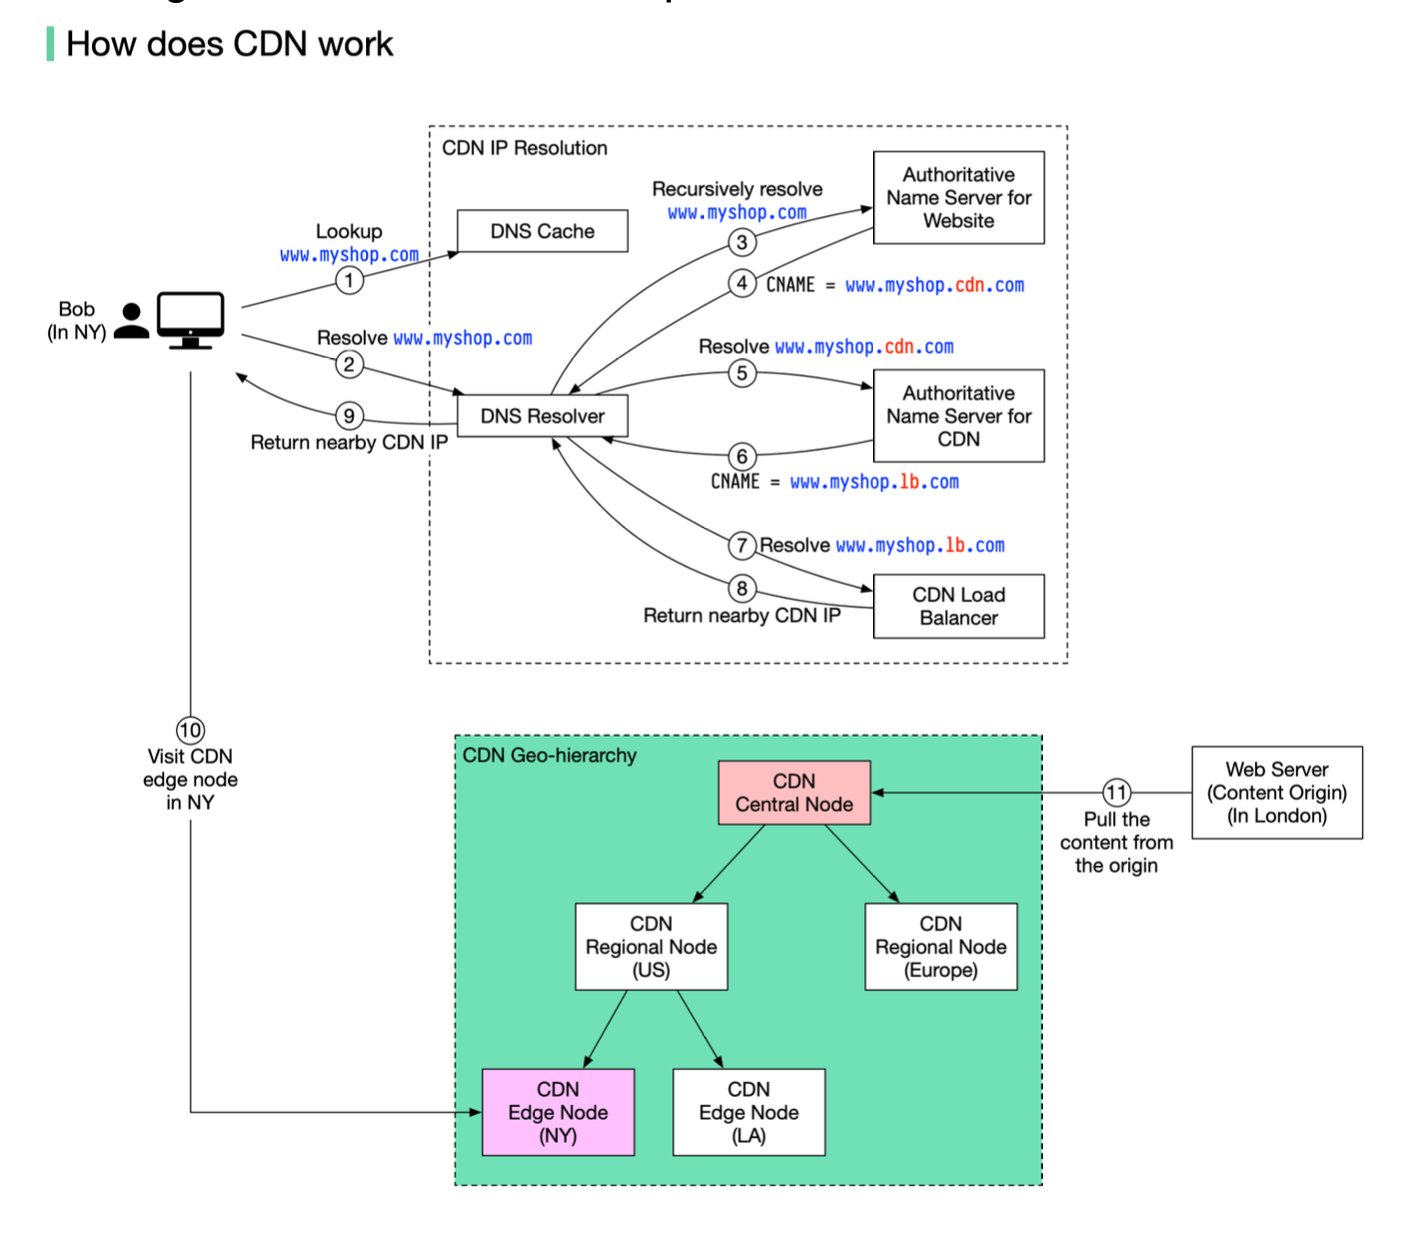 How does CDN work
CDN IP Resolution
Authoritative
Name Server for
Website
Recursively resolve
www.myshop.com
3
DNS Cache
Lookup
www.myshop.com
1
4
CNAME = www.myshop.cdn.com
Bob
(In NY)
Resolve www.myshop.com
2
Resolve www.myshop.cdn.com
5
Authoritative
Name Server for
CDN
DNS Resolver
9
Return nearby CDN IP
6
CNAME = www.myshop.lb.com
7
Resolve www.myshop.lb.com
8
Return nearby CDN IP
CDN Load
Balancer
10
Visit CDN
edge node
in NY
CDN Geo-hierarchy
CDN
Central Node
11
Pull the
content from
the origin
Web Server
(Content Origin)
(In London)
CDN
Regional Node
(US)
CDN
Regional Node
(Europe)
CDN
Edge Node
(NY)
CDN
Edge Node
(LA)